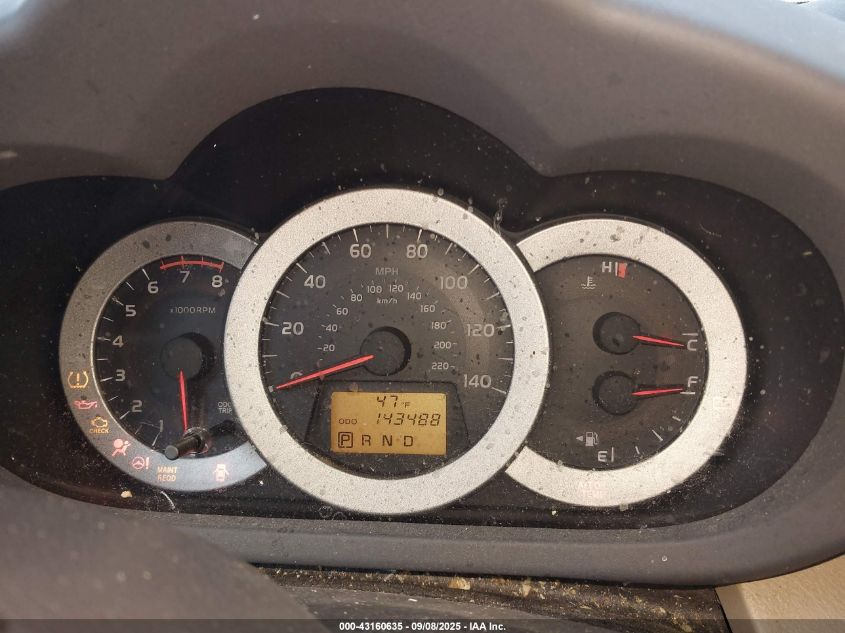 1 2 3 4 5 6 7 8
x1000RPM
ODO
TRIP
CHECK
MAINT
REQD
0 20 40 60 80 100 120 140
MPH
20 40 60 80 100 120 140 160 180 200 220
km/h
47°F
ODO 143488
P R N D
H
C
F
E
000-43160635 - 09/08/2025 - IAA Inc.